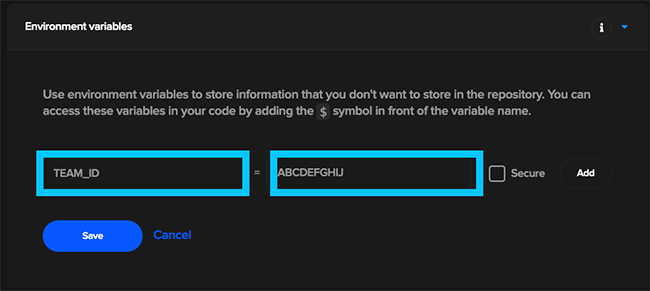 Environment variables i
Use environment variables to store information that you don't want to store in the repository. You can
access these variables in your code by adding the $ symbol in front of the variable name.
TEAM_ID = ABCDEFGHIJ Secure Add
Save Cancel